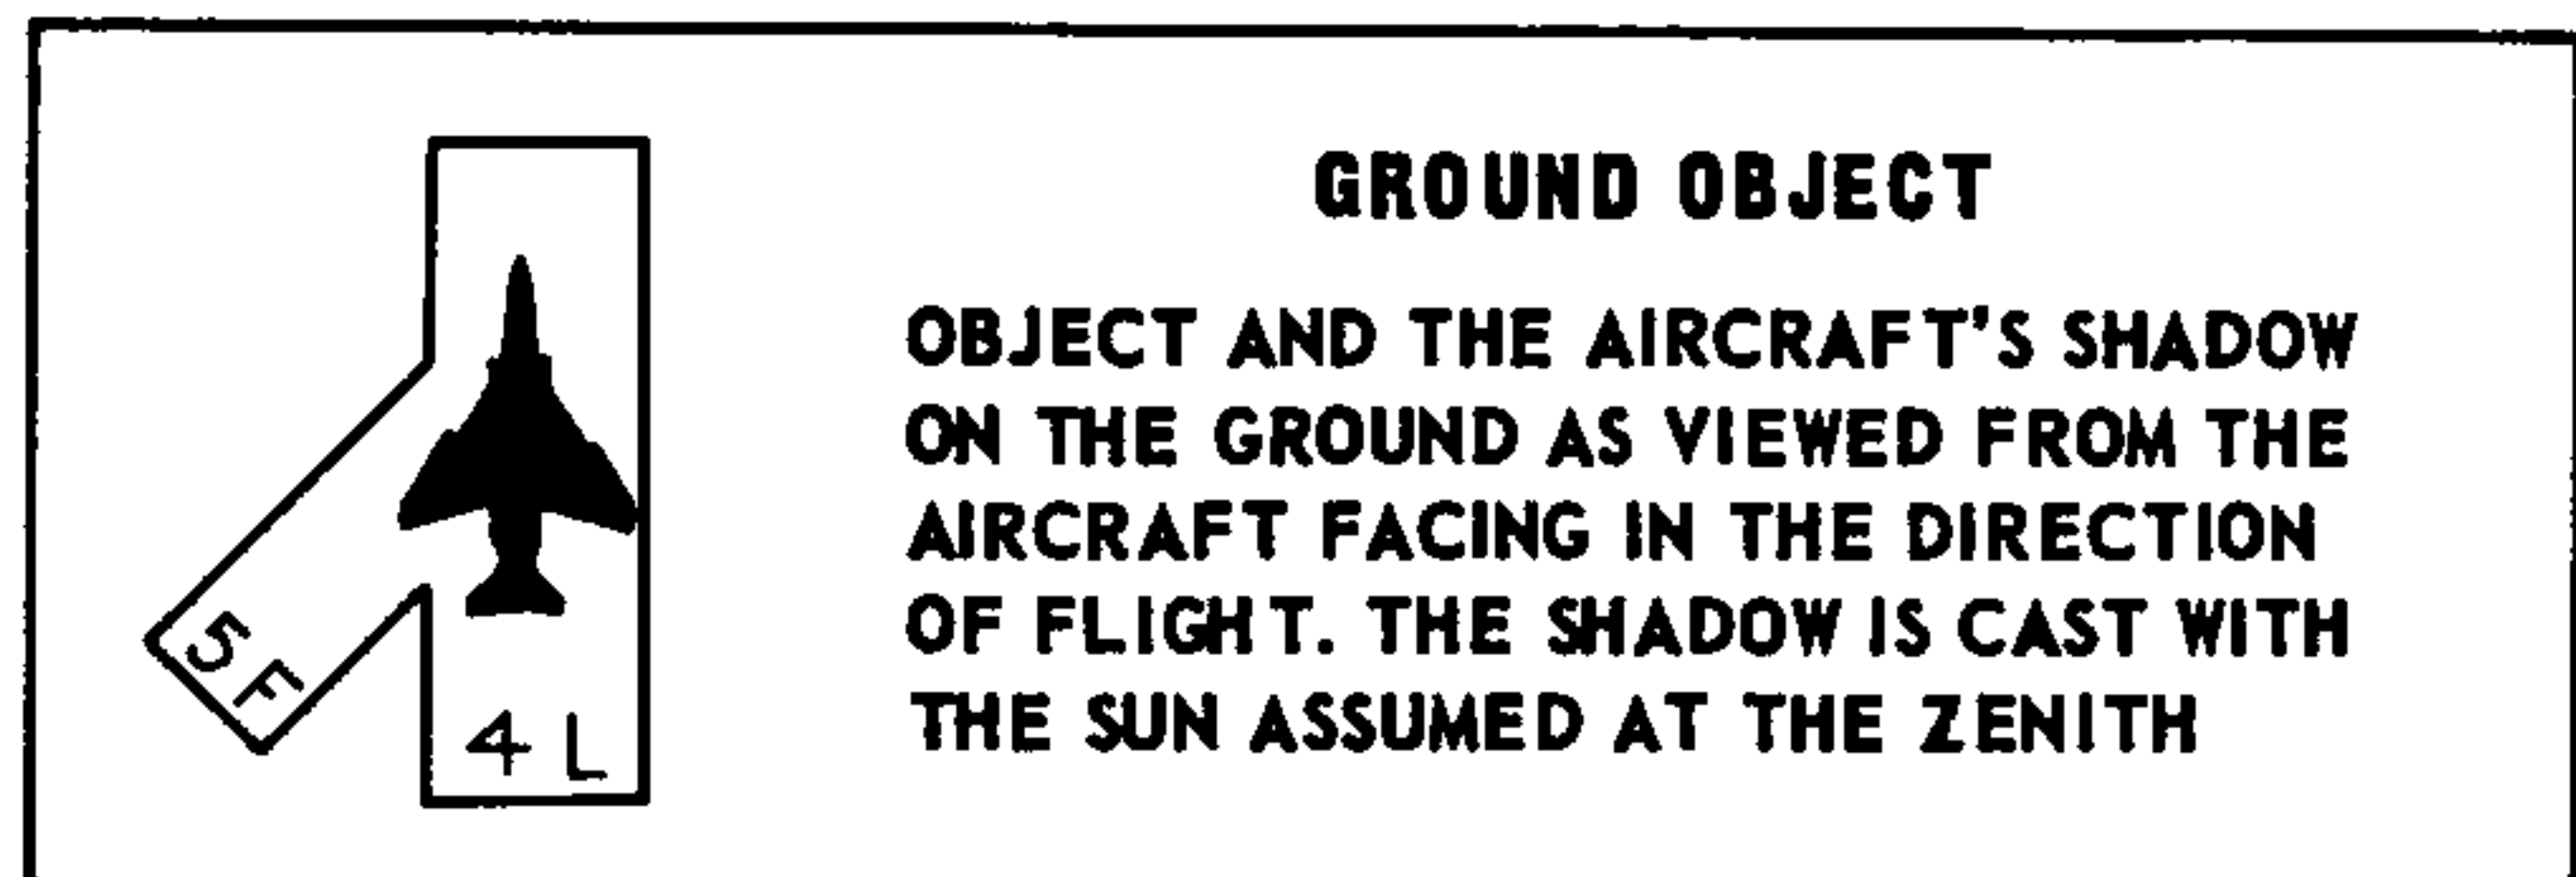 GROUND OBJECT
OBJECT AND THE AIRCRAFT'S SHADOW
ON THE GROUND AS VIEWED FROM THE
AIRCRAFT FACING IN THE DIRECTION
OF FLIGHT. THE SHADOW IS CAST WITH
THE SUN ASSUMED AT THE ZENITH
5F
4L